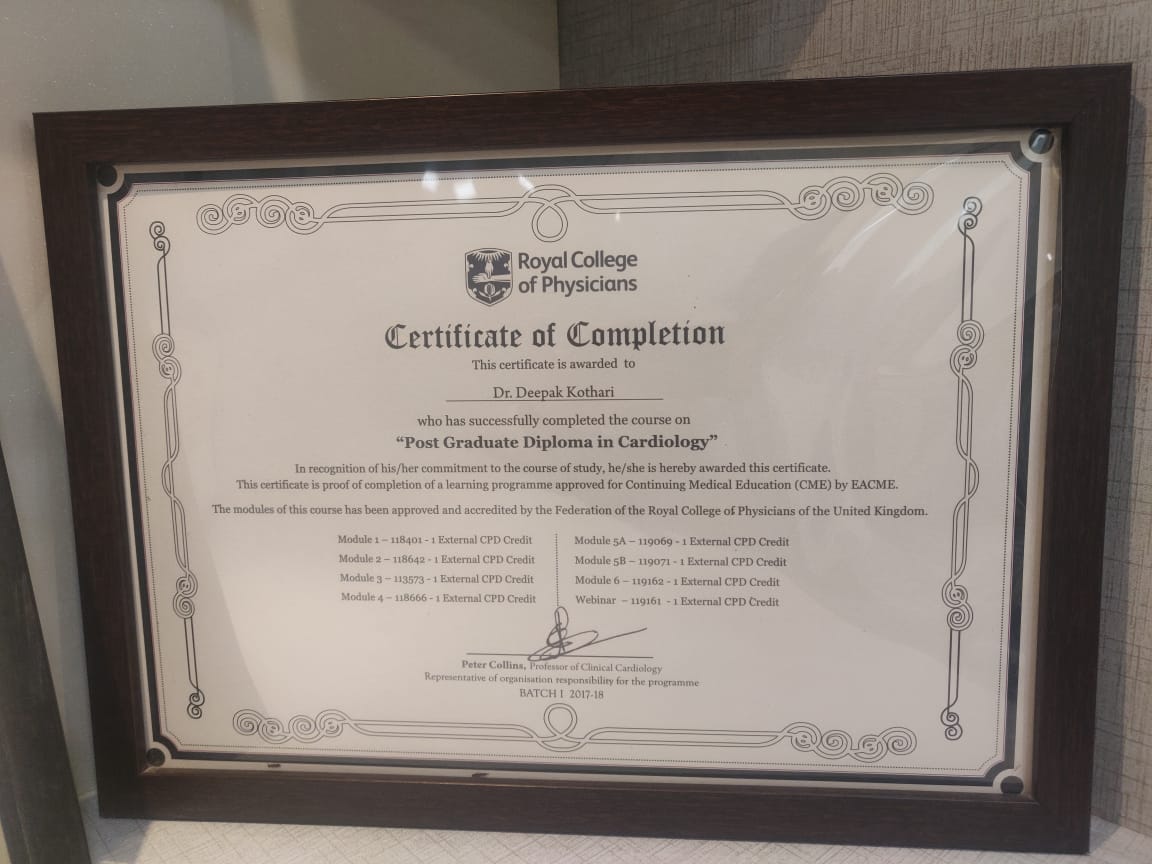 Royal College
of Physicians
Certificate of Completion
This certificate is awarded to
Dr. Deepak Kothari
who has successfully completed the course on
“Post Graduate Diploma in Cardiology”
In recognition of his/her commitment to the course of study, he/she is hereby awarded this certificate.
This certificate is proof of completion of a learning programme approved for Continuing Medical Education (CME) by EACME.
The modules of this course has been approved and accredited by the Federation of the Royal College of Physicians of the United Kingdom.
Module 1 – 118401 - 1 External CPD Credit
Module 2 – 118642 - 1 External CPD Credit
Module 3 – 113573 - 1 External CPD Credit
Module 4 – 118666 - 1 External CPD Credit
Module 5A – 119069 - 1 External CPD Credit
Module 5B – 119071 - 1 External CPD Credit
Module 6 – 119162 - 1 External CPD Credit
Webinar – 119161 - 1 External CPD Credit
Peter Collins, Professor of Clinical Cardiology
Representative of organisation responsibility for the programme
BATCH I 2017-18